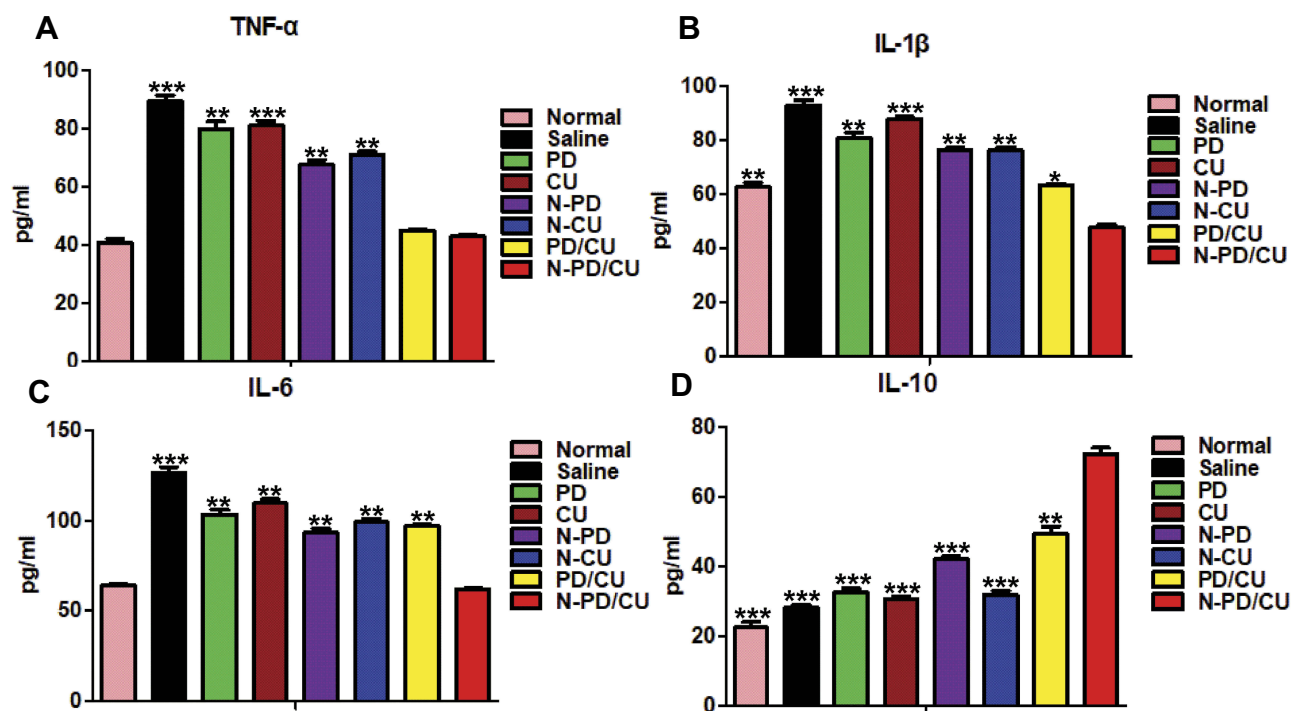 A
TNF-α
pg/ml
100
80
60
40
20
0
***
**
***
**
**
Normal
Saline
PD
CU
N-PD
N-CU
PD/CU
N-PD/CU
B
IL-1β
pg/ml
100
80
60
40
20
0
**
***
**
***
**
**
*
Normal
Saline
PD
CU
N-PD
N-CU
PD/CU
N-PD/CU
C
IL-6
pg/ml
150
100
50
0
***
**
**
**
**
**
Normal
Saline
PD
CU
N-PD
N-CU
PD/CU
N-PD/CU
D
IL-10
pg/ml
80
60
40
20
0
***
***
***
***
***
***
**
Normal
Saline
PD
CU
N-PD
N-CU
PD/CU
N-PD/CU